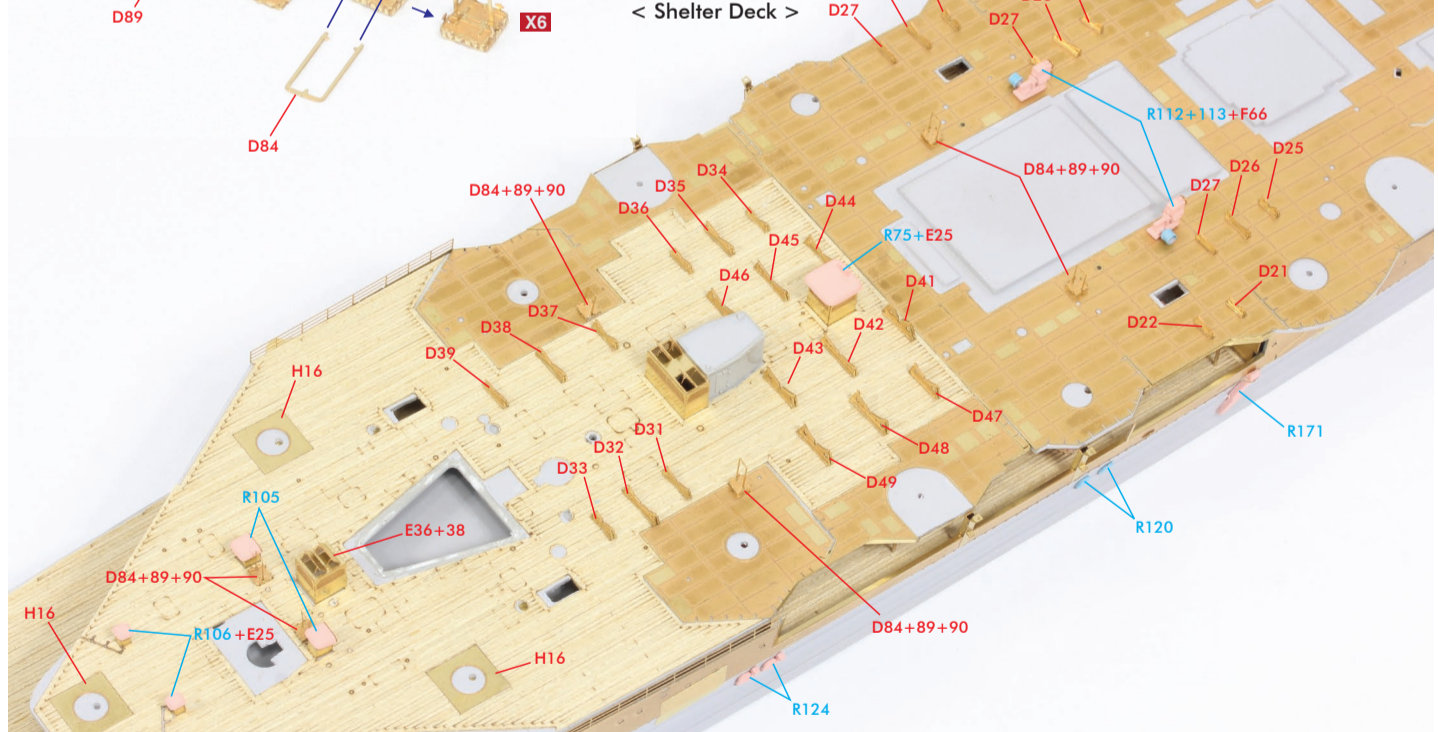 D89
X6
< Shelter Deck >
D27
D27
D84
R112+113+F66
D84+89+90
D25
D26
D27
D34
D35
D36
D84+89+90
D44
D45
R75+E25
D46
D41
D21
D22
D37
D38
D39
D42
D43
H16
D47
D48
D49
R171
D31
D32
D33
R120
R105
E36+38
D84+89+90
H16
R106+E25
D84+89+90
H16
R124